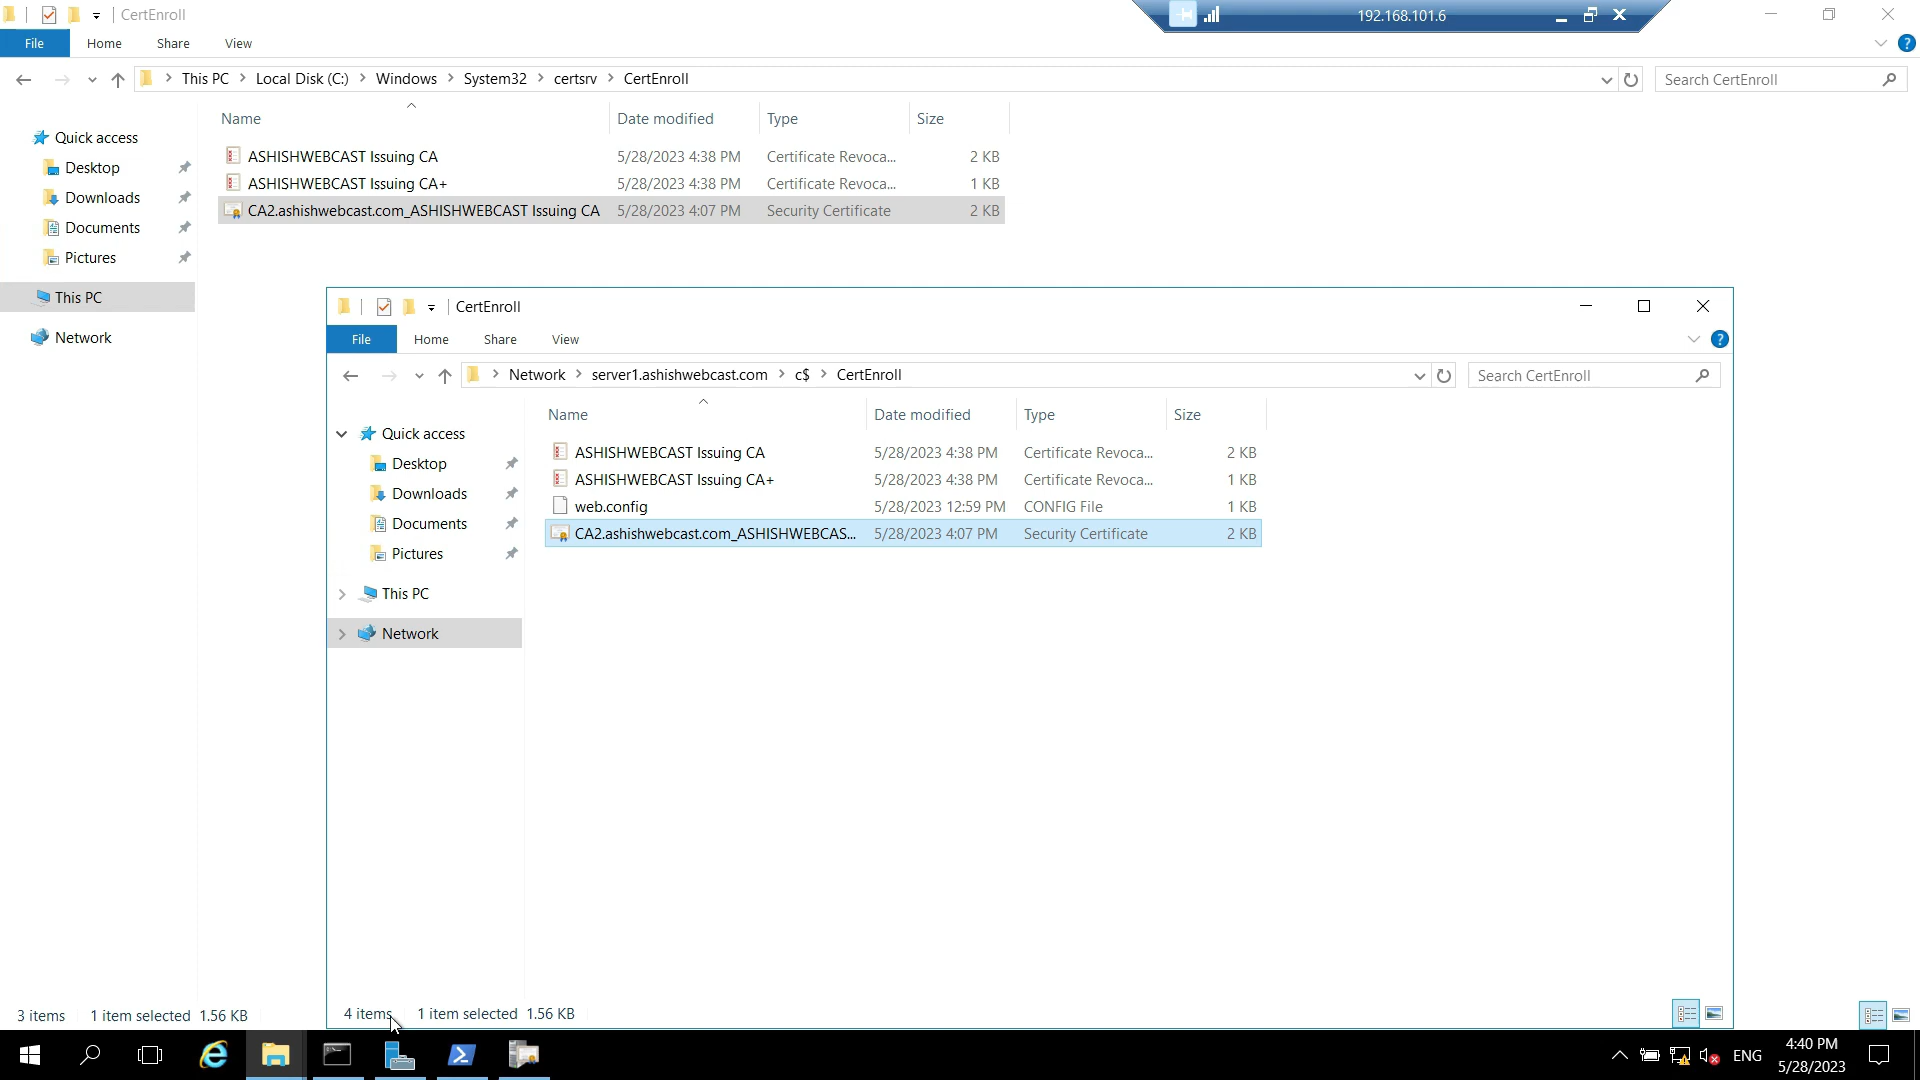 CertEnroll
192.168.101.6
File Home Share View
This PC Local Disk (C:) Windows System32 certsrv CertEnroll
Search CertEnroll
Name Date modified Type Size
Quick access
Desktop
Downloads
Documents
Pictures
This PC
Network
ASHISHWEBCAST Issuing CA 5/28/2023 4:38 PM Certificate Revoca... 2 KB
ASHISHWEBCAST Issuing CA+ 5/28/2023 4:38 PM Certificate Revoca... 1 KB
CA2.ashishwebcast.com_ASHISHWEBCAST Issuing CA 5/28/2023 4:07 PM Security Certificate 2 KB
CertEnroll
File Home Share View
Network server1.ashishwebcast.com c$ CertEnroll
Search CertEnroll
Name Date modified Type Size
Quick access
Desktop
Downloads
Documents
Pictures
This PC
Network
ASHISHWEBCAST Issuing CA 5/28/2023 4:38 PM Certificate Revoca... 2 KB
ASHISHWEBCAST Issuing CA+ 5/28/2023 4:38 PM Certificate Revoca... 1 KB
web.config 5/28/2023 12:59 PM CONFIG File 1 KB
CA2.ashishwebcast.com_ASHISHWEBCAS... 5/28/2023 4:07 PM Security Certificate 2 KB
4 items 1 item selected 1.56 KB
3 items 1 item selected 1.56 KB
ENG
4:40 PM
5/28/2023